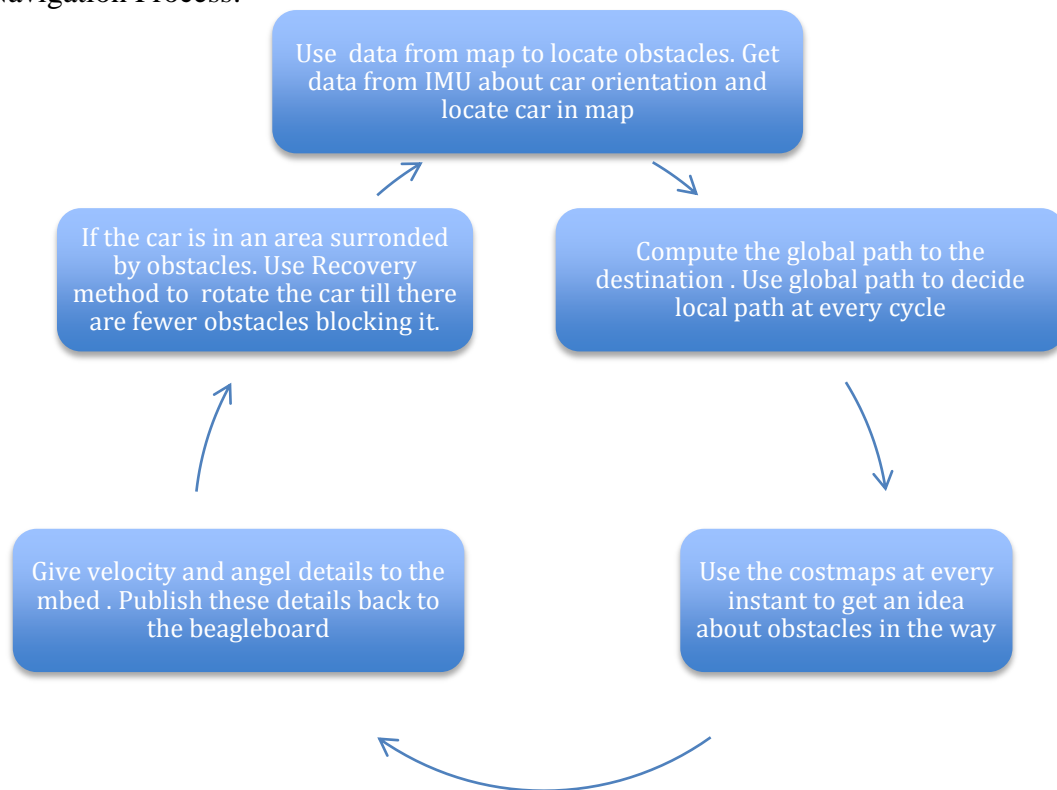 Navigation Process:
Use data from map to locate obstacles. Get
data from IMU about car orientation and
locate car in map
If the car is in an area surronded
by obstacles. Use Recovery
method to rotate the car till there
are fewer obstacles blocking it.
Compute the global path to the
destination . Use global path to decide
local path at every cycle
Give velocity and angel details to the
mbed . Publish these details back to
the beagleboard
Use the costmaps at every
instant to get an idea
about obstacles in the way